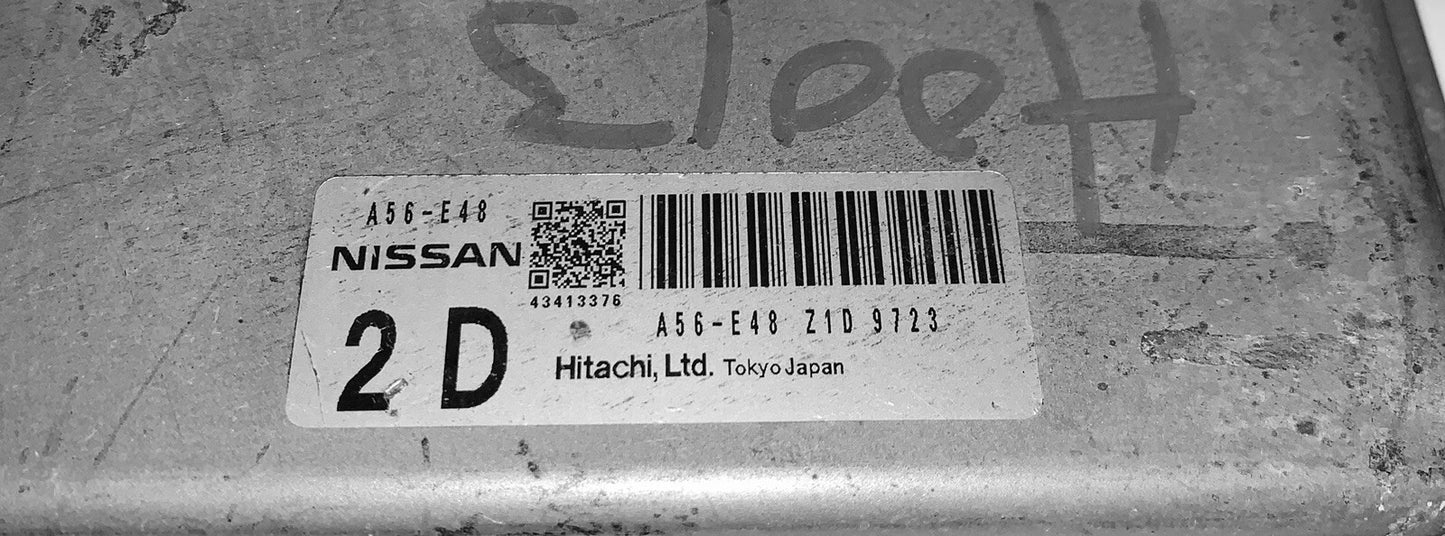 A56-E48
NISSAN
43413376
2 D
A56-E48 Z1D 9723
Hitachi, Ltd. Tokyo Japan